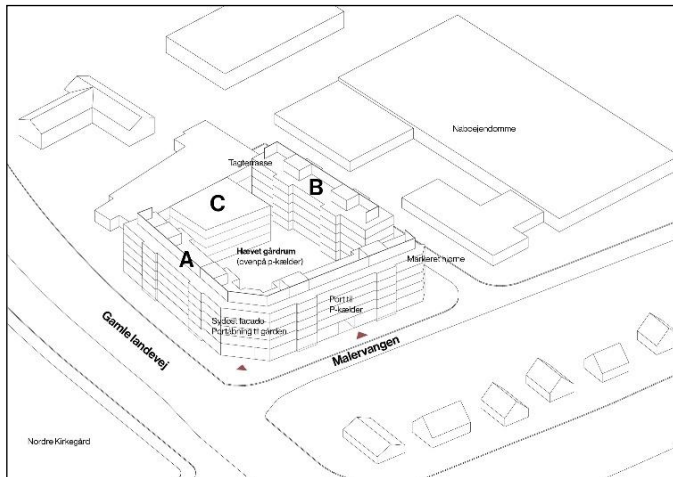 Naboejendomme
Tagterrasse
B
C
A
Hævet gårdrum
(ovenpå p-kælder)
Markeret hjørne
Port til
P-kælder
Sydøst facade
Portåbning til gården
Gamle landevej
Malervangen
Nordre Kirkegård